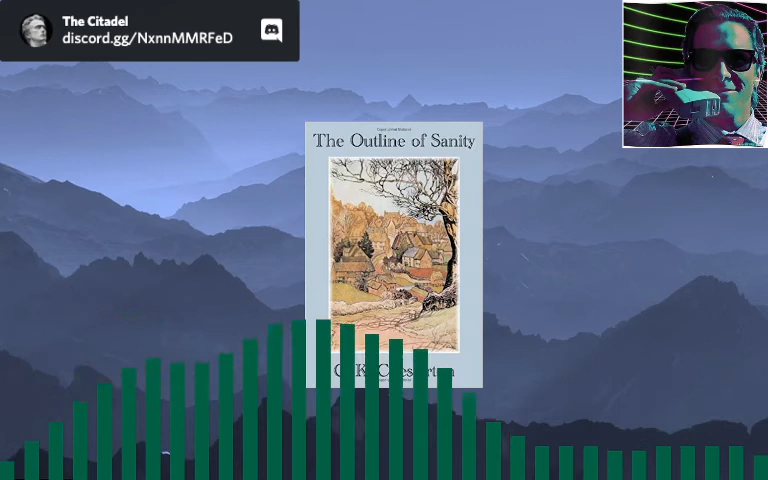 The Citadel
discord.gg/NxnnMMRFeD
The Outline of Sanity